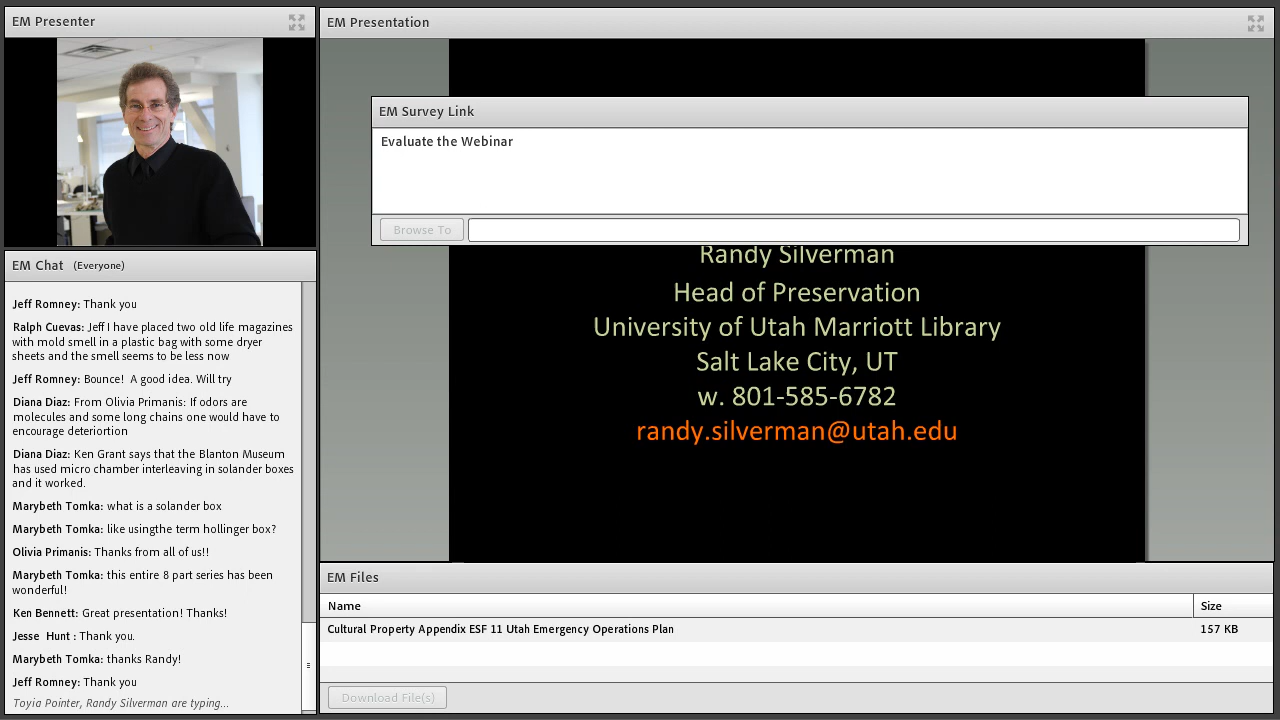 EM Presenter
EM Chat (Everyone)
Jeff Romney: Thank you
Ralph Cuevas: Jeff I have placed two old life magazines
with mold smell in a plastic bag with some dryer
sheets and the smell seems to be less now
Jeff Romney: Bounce! A good idea. Will try
Diana Diaz: From Olivia Primanis: If odors are
molecules and some long chains one would have to
encourage deteriortion
Diana Diaz: Ken Grant says that the Blanton Museum
has used micro chamber interleaving in solander boxes
and it worked.
Marybeth Tomka: what is a solander box
Marybeth Tomka: like usingthe term hollinger box?
Olivia Primanis: Thanks from all of us!!
Marybeth Tomka: this entire 8 part series has been
wonderful!
Ken Bennett: Great presentation! Thanks!
Jesse Hunt : Thank you.
Marybeth Tomka: thanks Randy!
Jeff Romney: Thank you
Toyia Pointer, Randy Silverman are typing...
EM Presentation
EM Survey Link
Evaluate the Webinar
Browse To
Randy Silverman
Head of Preservation
University of Utah Marriott Library
Salt Lake City, UT
w. 801-585-6782
randy.silverman@utah.edu
EM Files
Name Size
Cultural Property Appendix ESF 11 Utah Emergency Operations Plan 157 KB
Download File(s)